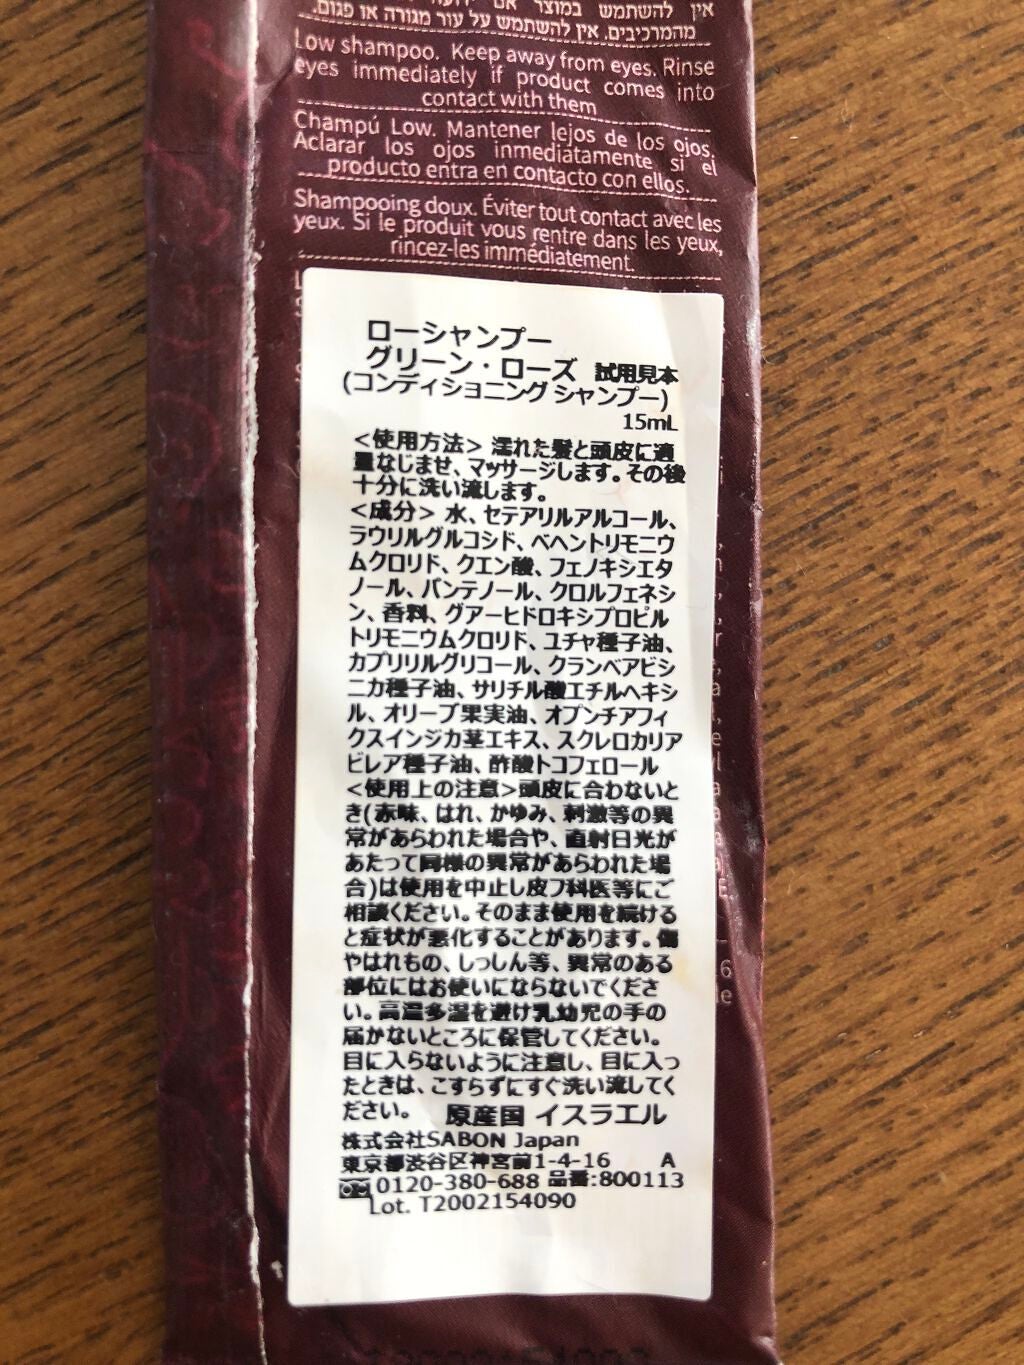 אין להשתמש במוצר אם
מהמרכיבים. אין להשתמש על עור מגורה או פגום.
Low shampoo. Keep away from eyes. Rinse
eyes immediately if product comes into
contact with them
Champú Low. Mantener lejos de los ojos.
Aclarar los ojos inmediatamente si el
producto entra en contacto con ellos.
Shampooing doux. Éviter tout contact avec les
yeux. Si le produit vous rentre dans les yeux,
rincez-les immédiatement.
ローシャンプー
グリーン・ローズ 試用見本
(コンディショニング シャンプー)
15mL
<使用方法> 濡れた髪と頭皮に適
量なじませ、マッサージします。その後
十分に洗い流します。
<成分> 水、セテアリルアルコール、
ラウリルグルコシド、ベヘントリモニウ
ムクロリド、クエン酸、フェノキシエタ
ノール、パンテノール、クロルフェネシ
ン、香料、グアーヒドロキシプロピル
トリモニウムクロリド、ユチャ種子油、
カプリリルグリコール、クランベアビシ
ニカ種子油、サリチル酸エチルヘキシ
ル、オリーブ果実油、オプンチアフィ
クスインジカ茎エキス、スクレロカリア
ビレア種子油、酢酸トコフェロール
<使用上の注意>頭皮に合わないと
き(赤味、はれ、かゆみ、刺激等の異
常があらわれた場合や、直射日光が
あたって同様の異常があらわれた場
合)は使用を中止し皮フ科医等にご
相談ください。そのまま使用を続ける
と症状が悪化することがあります。傷
やはれもの、しっしん等、異常のある
部位にはお使いにならないでくださ
い。高温多湿を避け乳幼児の手の
届かないところに保管してください。
目に入らないように注意し、目に入っ
たときは、こすらずにすぐ洗い流してく
ださい。 原産国 イスラエル
株式会社SABON Japan
東京都渋谷区神宮前1-4-16 A
0120-380-688 品番:800113
Lot. T2002154090